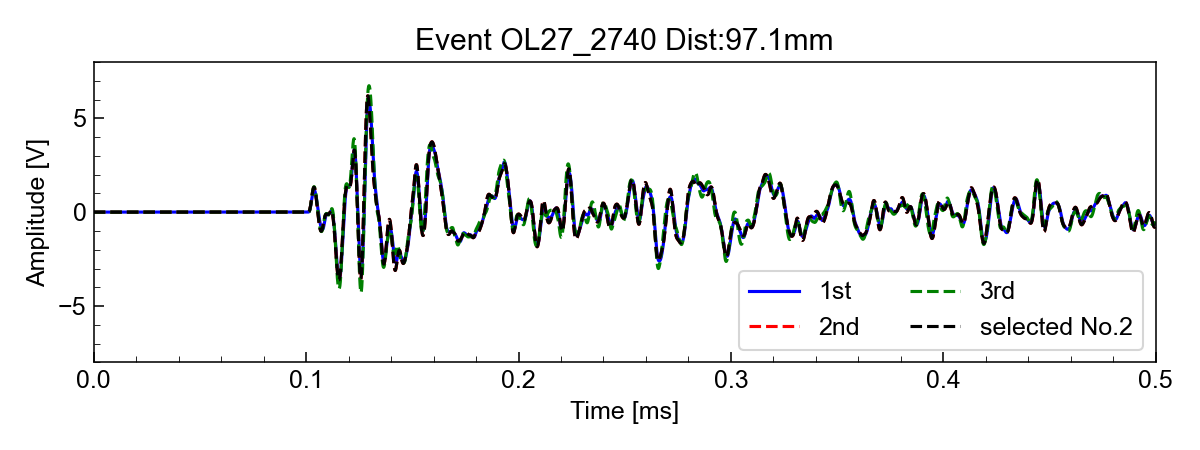 Event OL27_2740 Dist:97.1mm
Amplitude [V]
5
0
−5
1st
2nd
3rd
selected No.2
0.0 0.1 0.2 0.3 0.4 0.5
Time [ms]